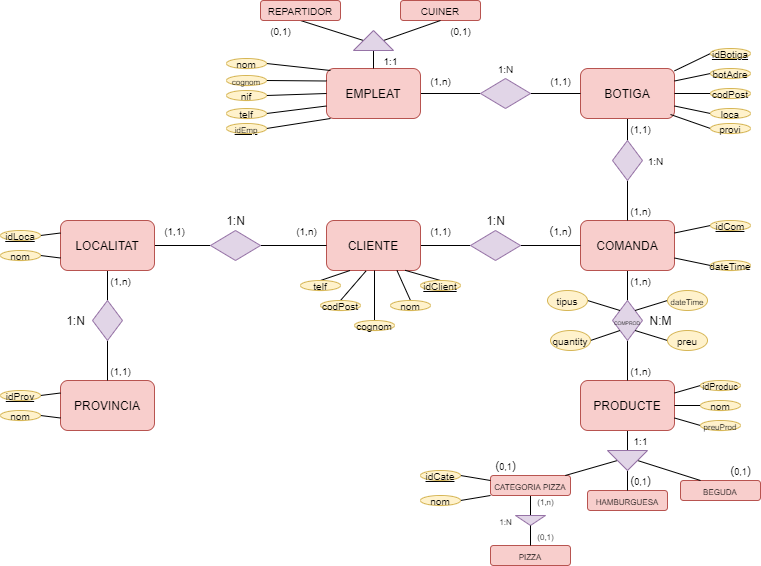 REPARTIDOR
CUINER
(0,1)
(0,1)
1:1
nom
cognom
nif
telf
idEmp
EMPLEAT
(1,n)
1:N
(1,1)
BOTIGA
idBotiga
botAdre
codPost
loca
provi
(1,1)
1:N
(1,n)
idLoca
nom
LOCALITAT
(1,1)
1:N
(1,n)
CLIENTE
(1,1)
1:N
(1,n)
COMANDA
idCom
dateTime
telf
codPost
cognom
nom
idClient
(1,n)
1:N
(1,1)
(1,n)
tipus
dateTime
COMPROD
N:M
quantity
preu
(1,n)
idProv
nom
PROVINCIA
PRODUCTE
idProduc
nom
preuProd
1:1
(0,1)
(0,1)
(0,1)
idCate
nom
CATEGORIA PIZZA
HAMBURGUESA
BEGUDA
(1,n)
1:N
(0,1)
PIZZA